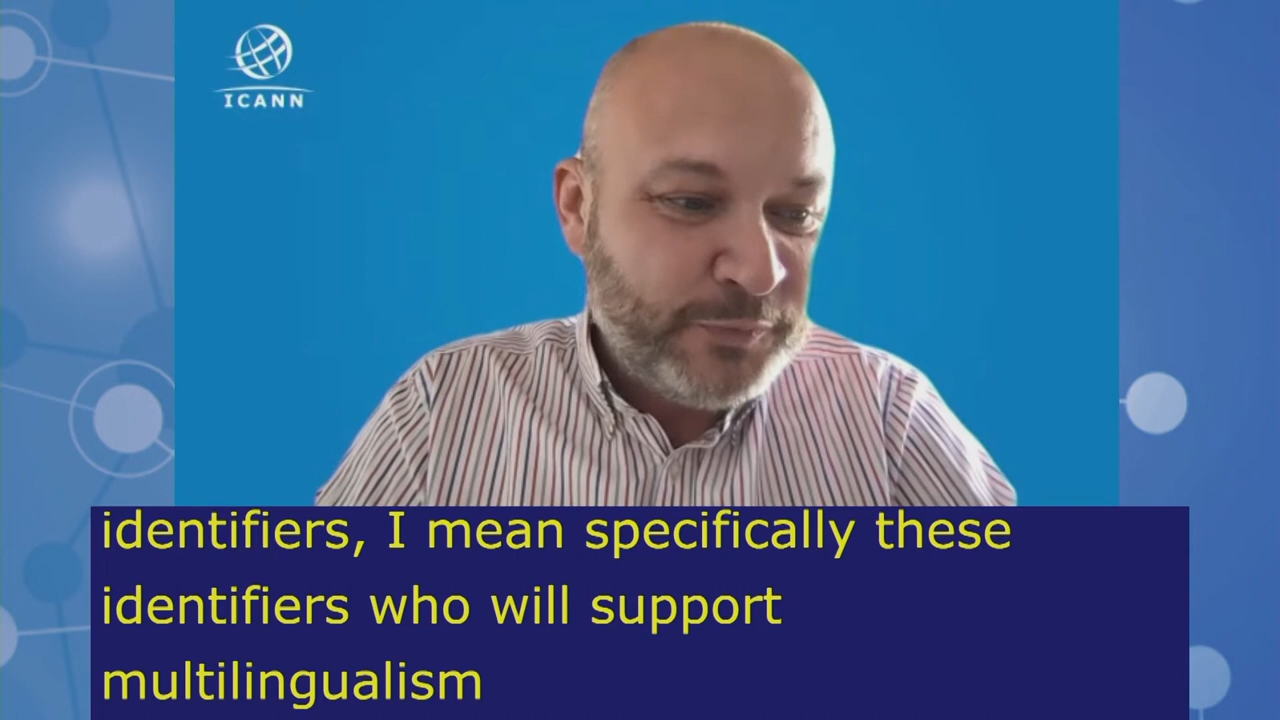 ICANN
identifiers, I mean specifically these
identifiers who will support
multilingualism